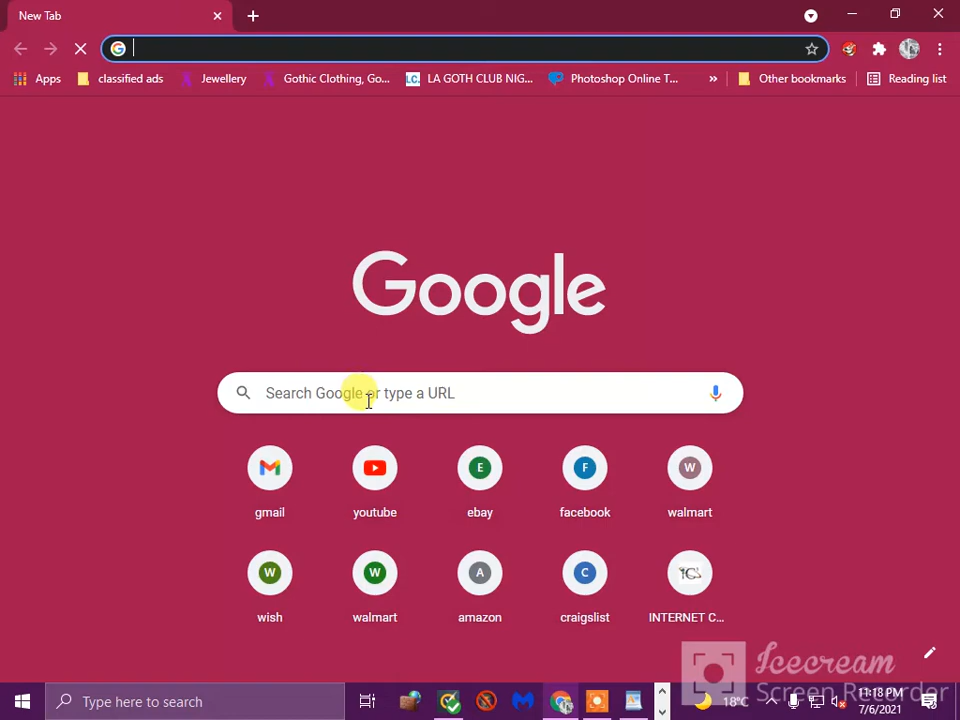 New Tab
Apps classified ads Jewellery Gothic Clothing, Go... LA GOTH CLUB NIG... Photoshop Online T... » Other bookmarks Reading list
Google
Search Google or type a URL
gmail youtube E ebay F facebook W walmart
W wish W walmart A amazon C craigslist INTERNET C...
Icecream
Screen Recorder
Type here to search 18°C 11:18 PM
7/6/2021